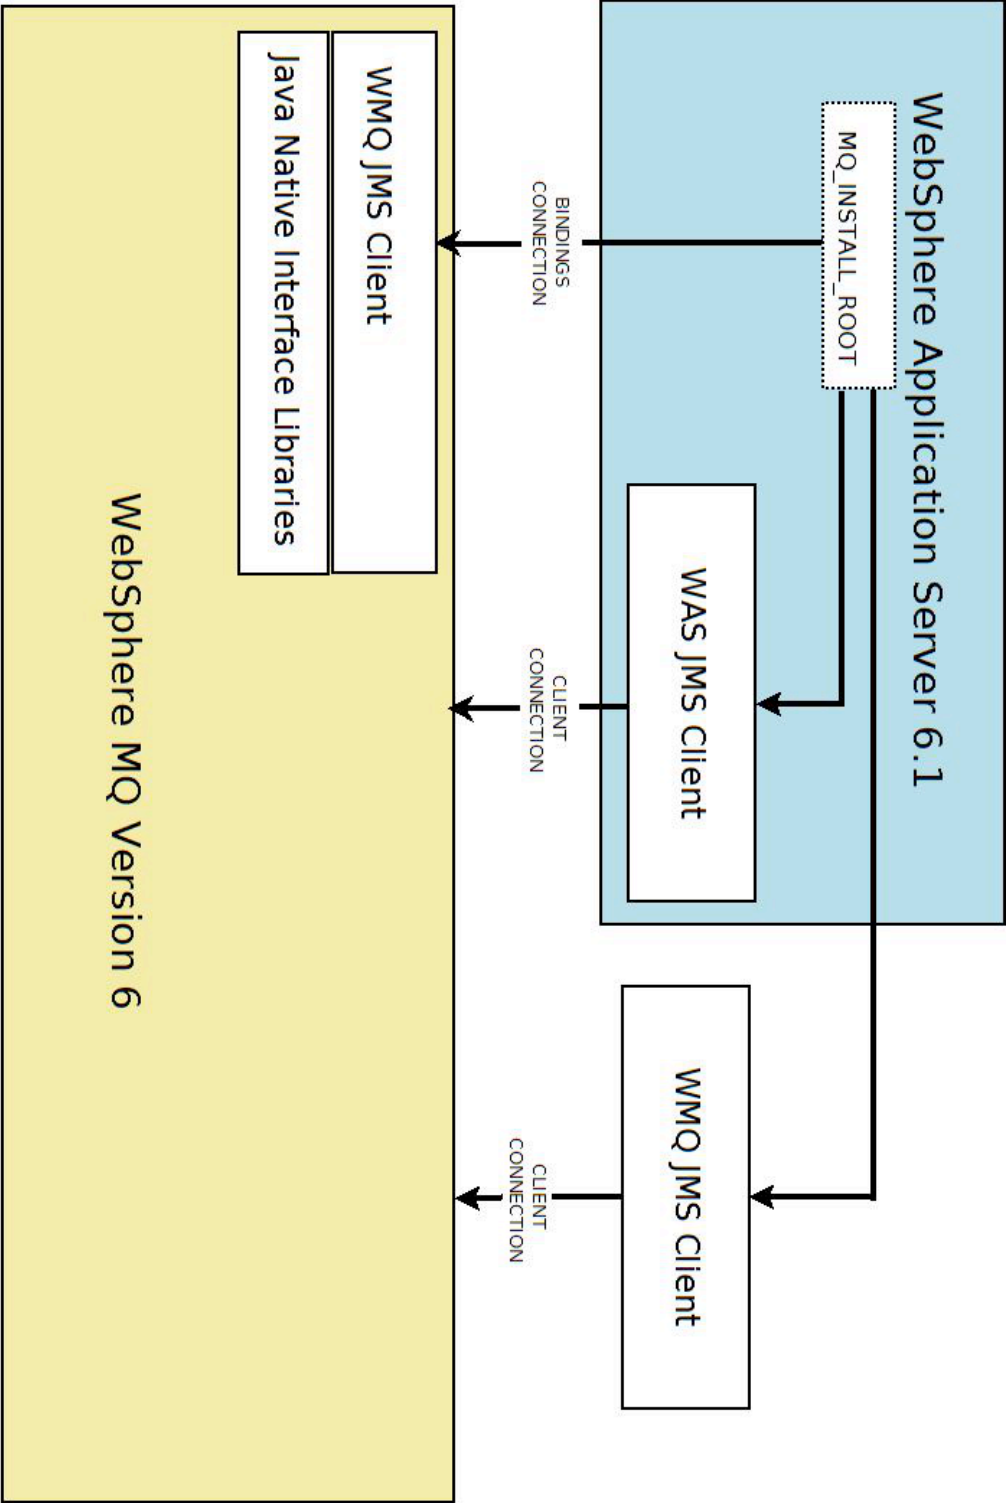 WebSphere Application Server 6.1
MQ_INSTALL_ROOT
WAS JMS Client
WMQ JMS Client
BINDINGS
CONNECTION
CLIENT
CONNECTION
CLIENT
CONNECTION
WMQ JMS Client
Java Native Interface Libraries
WebSphere MQ Version 6